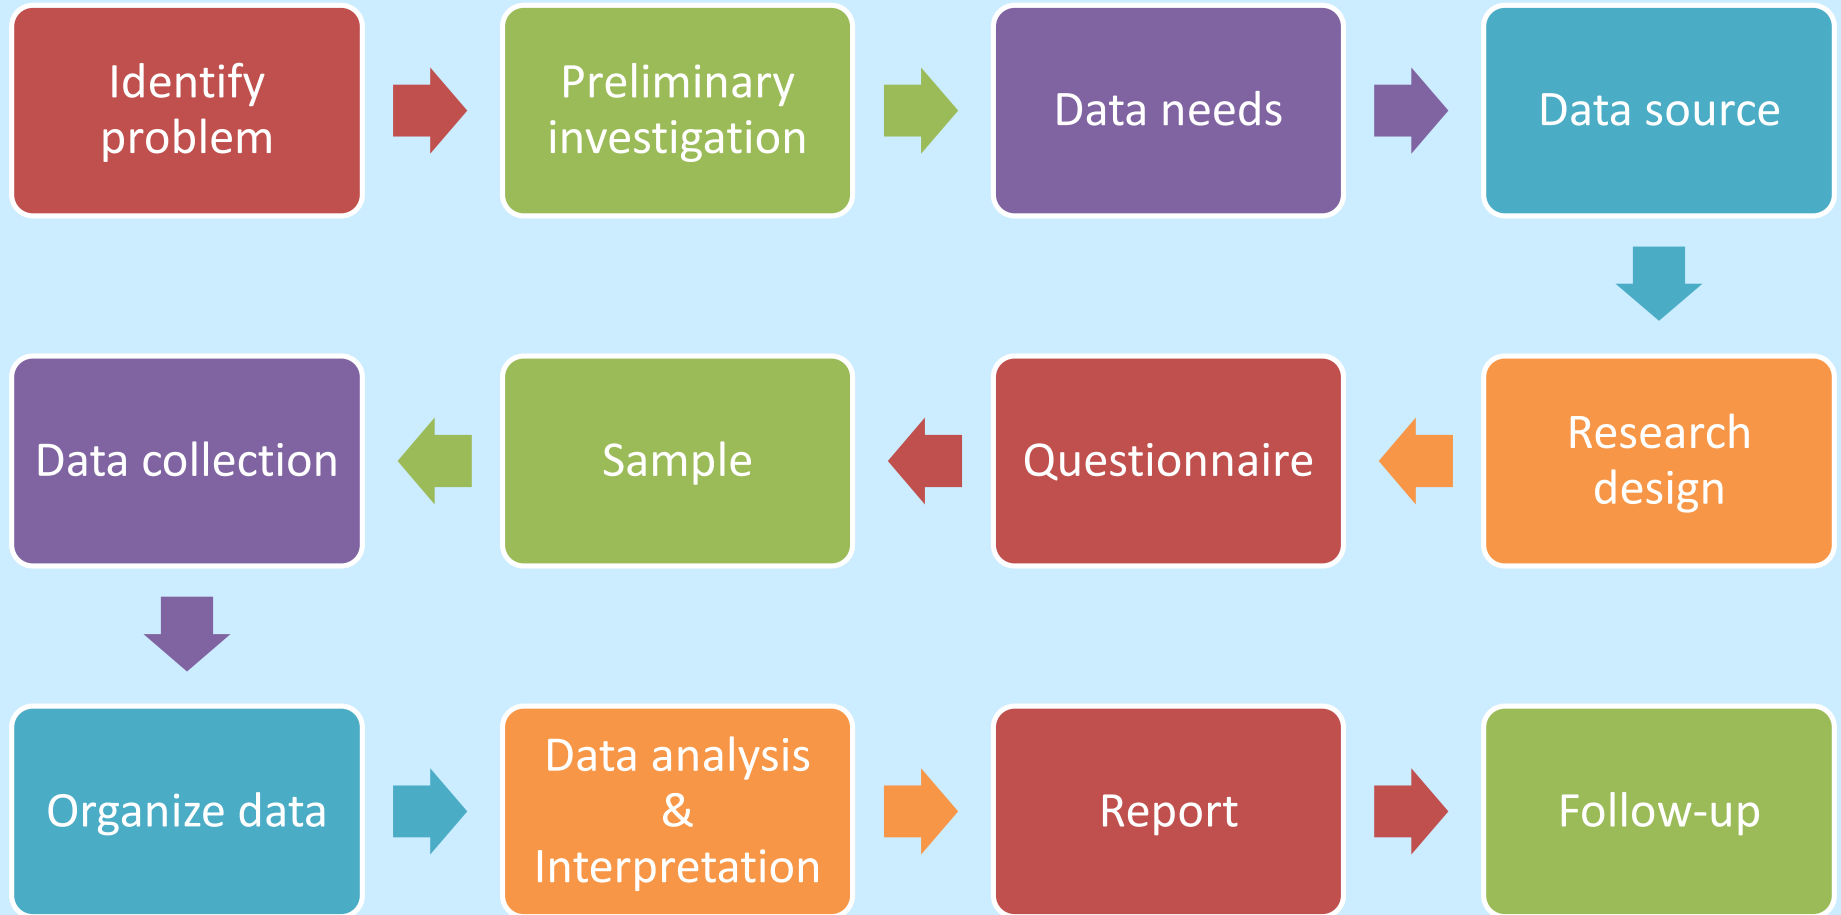 Identify
problem
Preliminary
investigation
Data needs
Data source
Research
design
Questionnaire
Sample
Data collection
Organize data
Data analysis
&
Interpretation
Report
Follow-up